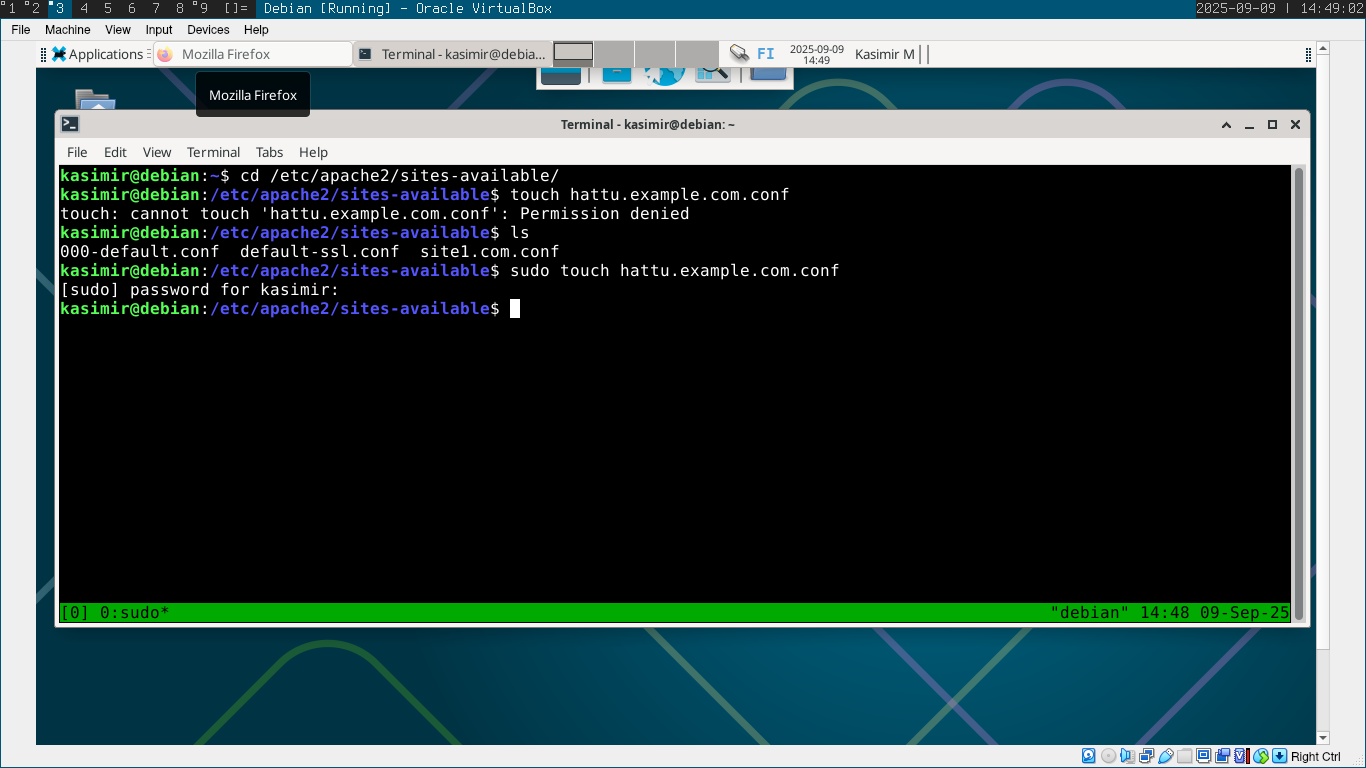 1 2 3 4 5 6 7 8 9 []= Debian [Running] - Oracle VirtualBox 2025-09-09 | 14:49:02
File Machine View Input Devices Help
Applications Mozilla Firefox Terminal - kasimir@debia... FI 2025-09-09 14:49 Kasimir M
Mozilla Firefox
Terminal - kasimir@debian: ~
File Edit View Terminal Tabs Help
kasimir@debian:~$ cd /etc/apache2/sites-available/
kasimir@debian:/etc/apache2/sites-available$ touch hattu.example.com.conf
touch: cannot touch 'hattu.example.com.conf': Permission denied
kasimir@debian:/etc/apache2/sites-available$ ls
000-default.conf  default-ssl.conf  site1.com.conf
kasimir@debian:/etc/apache2/sites-available$ sudo touch hattu.example.com.conf
[sudo] password for kasimir:
kasimir@debian:/etc/apache2/sites-available$
[0] 0:sudo* "debian" 14:48 09-Sep-25
Right Ctrl